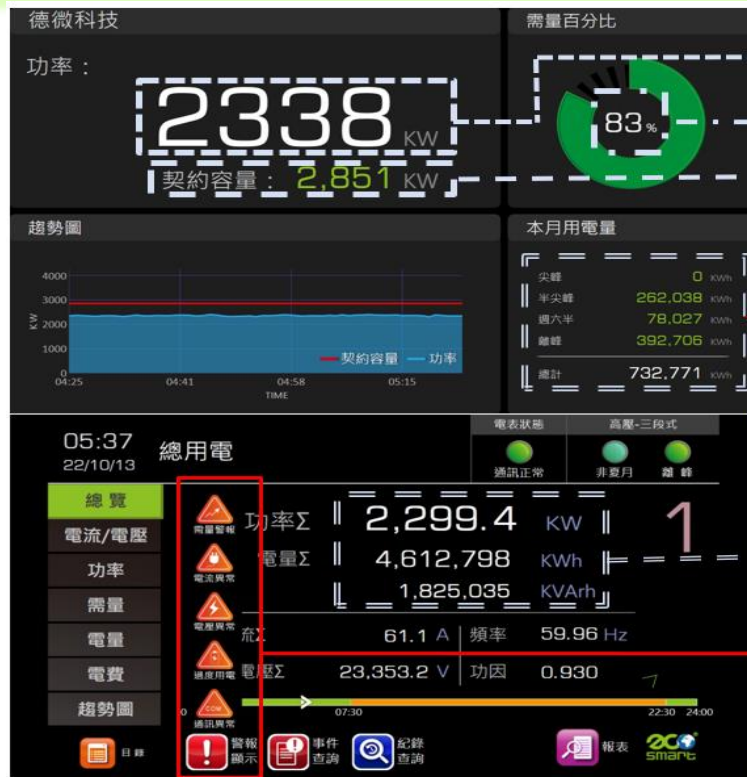 德微科技
功率：
2338 KW
契約容量： 2,851 KW
需量百分比
83 %
趨勢圖
4000
3000
2000
1000
0
KW
契約容量 功率
04:25 04:41 04:58 05:15
TIME
本月用電量
尖峰 0 KWh
半尖峰 262,038 KWh
週六半 78,027 KWh
離峰 392,706 KWh
總計 732,771 KWh
05:37
22/10/13
總用電
電表狀態 高壓-三段式
通訊正常 非夏月 離峰
總覽
電流/電壓
功率
需量
電量
電費
趨勢圖
需量警報
電流異常
電壓異常
過度用電
COM
通訊異常
功率Σ 2,299.4 KW
1
電量Σ 4,612,798 KWh
1,825,035 KVArh
流Σ 61.1 A 頻率 59.96 Hz
電壓Σ 23,353.2 V 功因 0.930
0 07:30 22:30 24:00
目錄
警報顯示
事件查詢
紀錄查詢
報表
eco smart